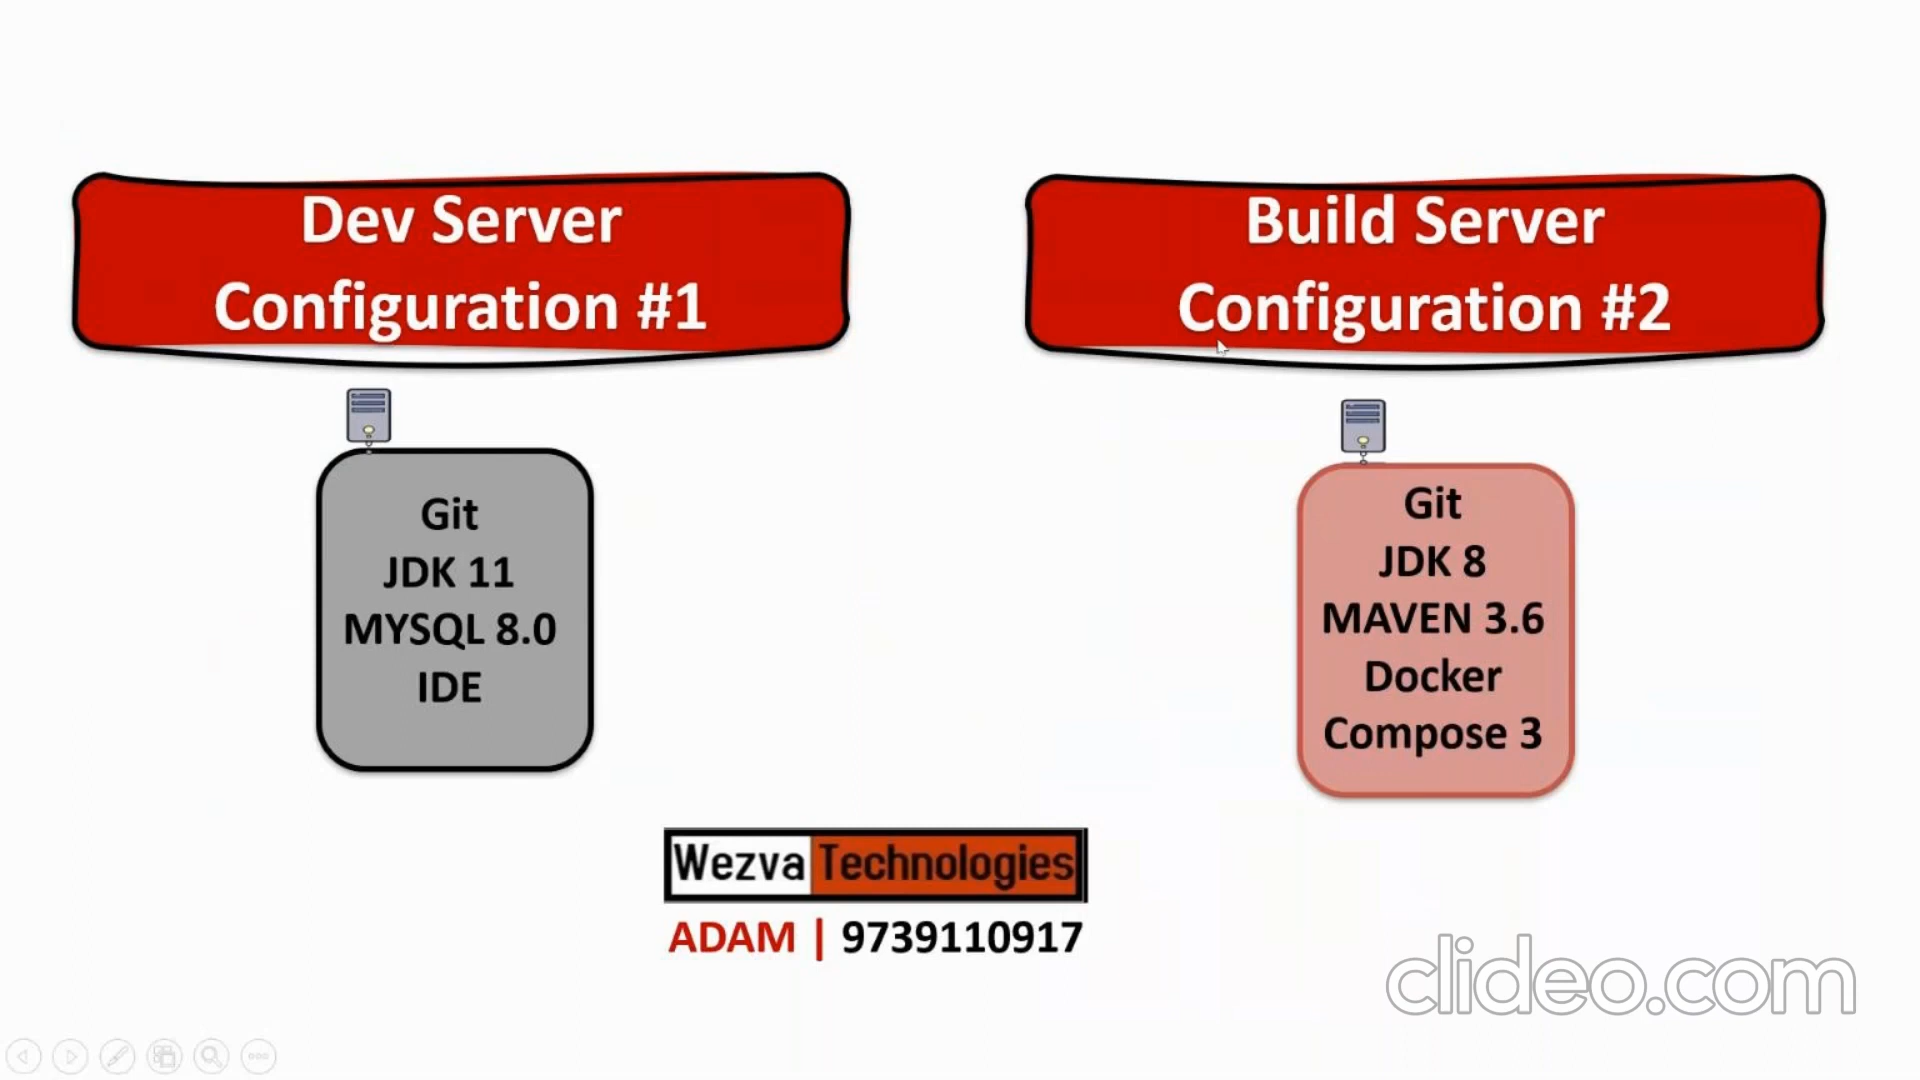 Dev Server
Configuration #1
Build Server
Configuration #2
Git
JDK 11
MYSQL 8.0
IDE
Git
JDK 8
MAVEN 3.6
Docker
Compose 3
Wezva Technologies
ADAM | 9739110917
clideo.com